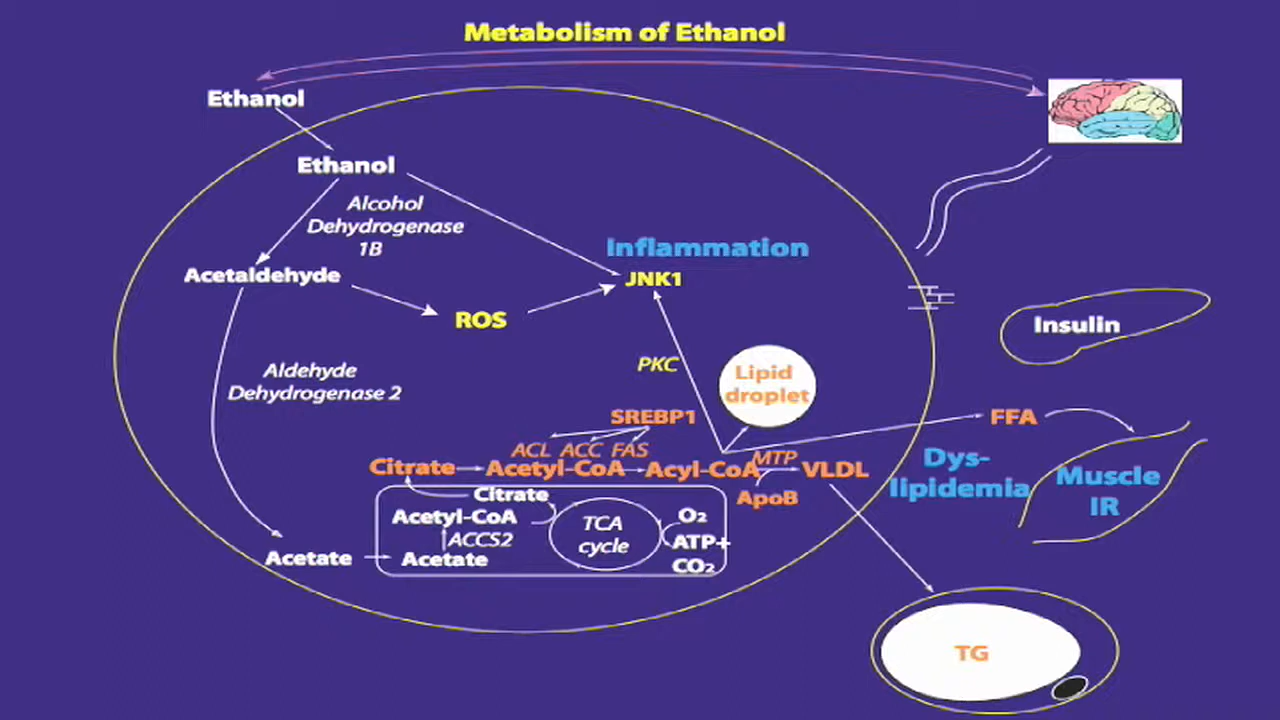 Metabolism of Ethanol
Ethanol
Ethanol
Alcohol
Dehydrogenase
1B
Inflammation
Acetaldehyde
JNK1
ROS
Insulin
Aldehyde
Dehydrogenase 2
PKC
Lipid
droplet
SREBP1
FFA
ACL ACC FAS
MTP
Citrate
Acetyl-CoA
Acyl-CoA
VLDL
ApoB
Dys-
lipidemia
Muscle
IR
Citrate
Acetyl-CoA
ACCS2
Acetate
Acetate
TCA
cycle
O2
ATP+
CO2
TG